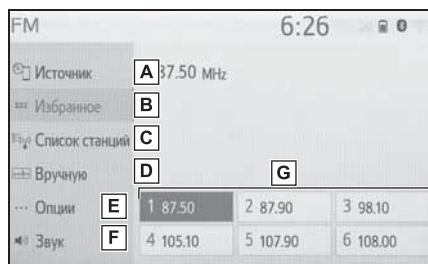 FM 6:26
Источник A 87.50 MHz
Избранное B
Список станций C
Вручную D G
Опции E 1 87.50 2 87.90 3 98.10
Звук F 4 105.10 5 107.90 6 108.00